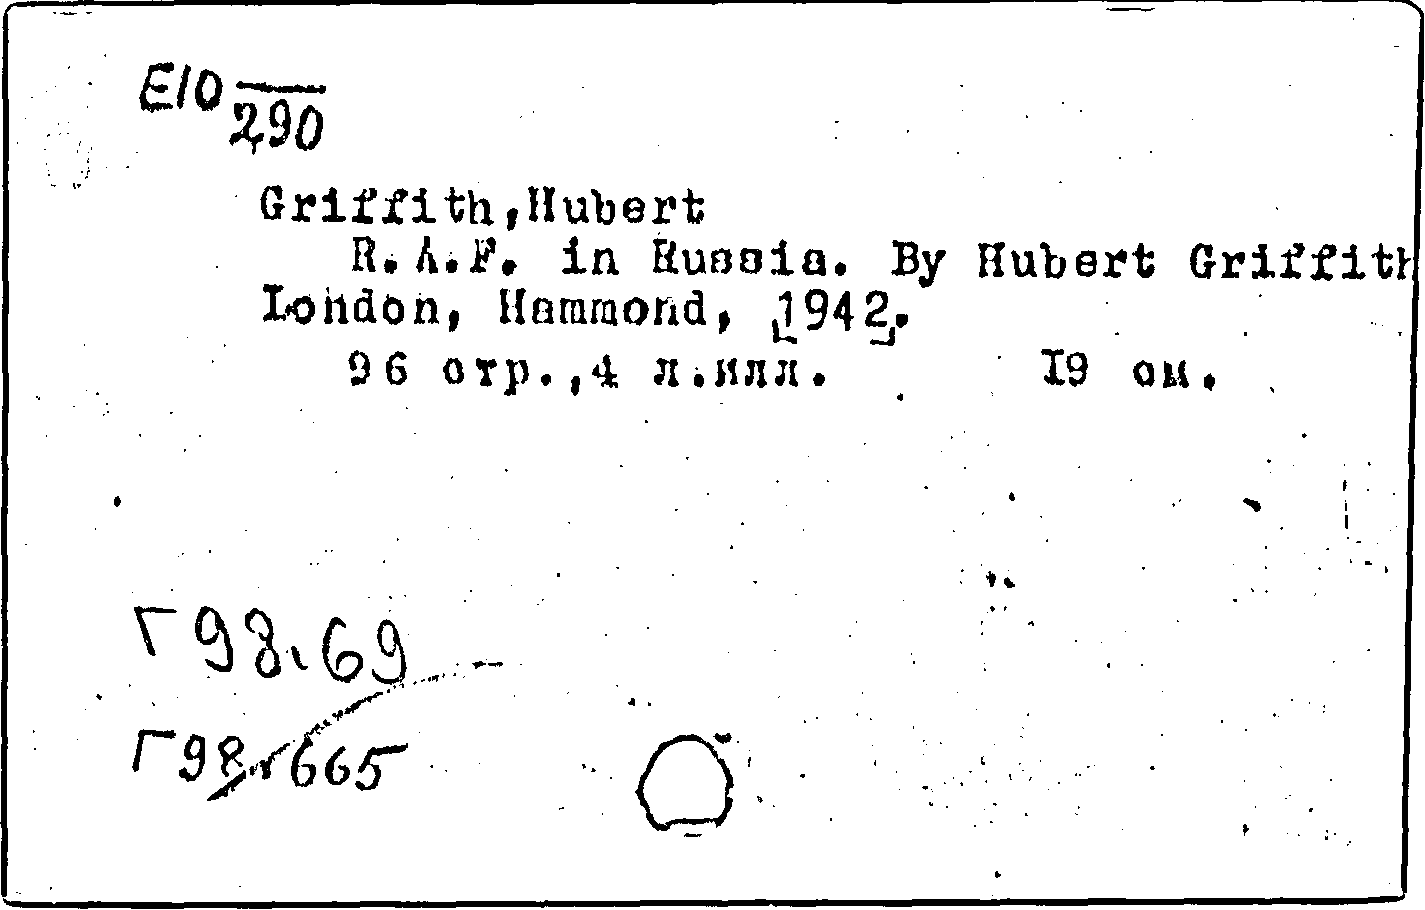 E10 290
Griffith, Hubert
R.A.F. in Russia. By Hubert Griffith
London, Hammond, [1942].
96 стр., 4 л.илл. 19 см.
Г98.69
Г98.665